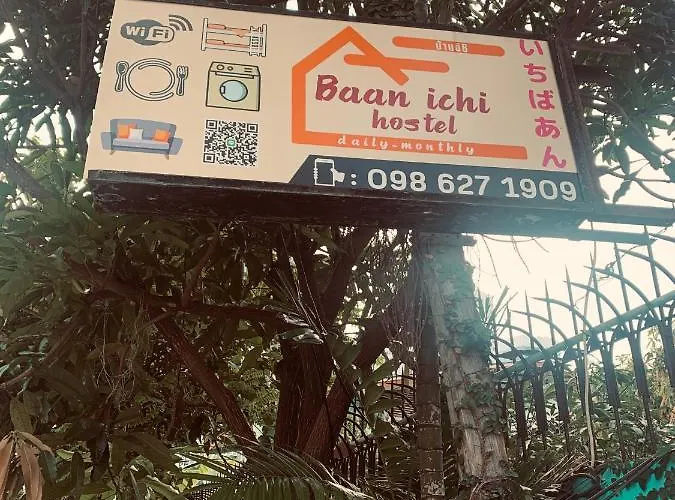 WiFi
บ้านอิชิ
Baan ichi
hostel
daily-monthly
いちばあん
: 098 627 1909